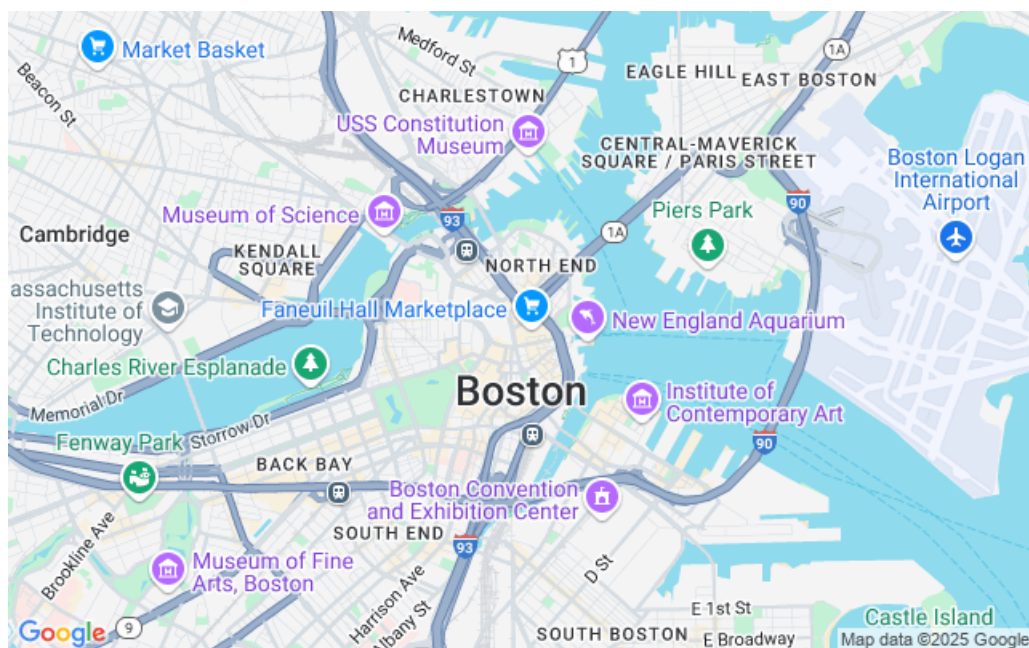 Market Basket
Medford St
1
1A
EAGLE HILL
EAST BOSTON
Beacon St
CHARLESTOWN
USS Constitution
Museum
CENTRAL-MAVERICK
SQUARE / PARIS STREET
Boston Logan
International
Airport
90
Museum of Science
93
Piers Park
1A
Cambridge
KENDALL
SQUARE
NORTH END
assachusetts
Institute of
Technology
Faneuil Hall Marketplace
New England Aquarium
Charles River Esplanade
Boston
Institute of
Contemporary Art
Memorial Dr
Storrow Dr
Fenway Park
90
BACK BAY
Boston Convention
and Exhibition Center
SOUTH END
93
Brookline Ave
Museum of Fine
Arts, Boston
Harrison Ave
Albany St
D St
E 1st St
Castle Island
Google
9
SOUTH BOSTON
E Broadway
Map data ©2025 Google